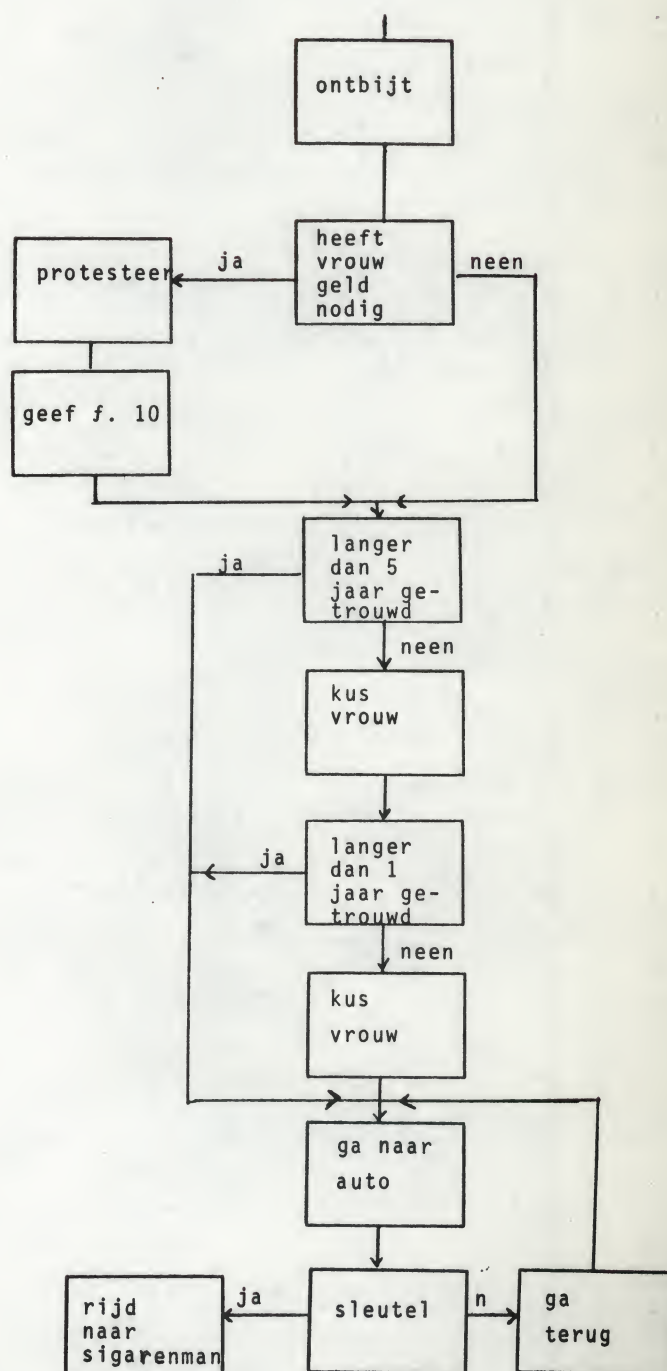 ontbijt
heeft
vrouw
geld
nodig
ja
neen
protesteer
geef f. 10
langer
dan 5
jaar ge-
trouwd
ja
neen
kus
vrouw
langer
dan 1
jaar ge-
trouwd
ja
neen
kus
vrouw
ga naar
auto
sleutel
ja
n
rijd
naar
sigarenman
ga
terug